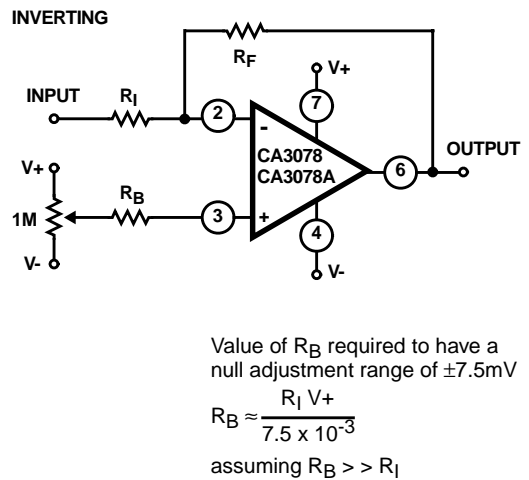 INVERTING
R_F
V+
INPUT
R_I
2
7
-
CA3078
CA3078A
6
OUTPUT
V+
R_B
1M
3
+
4
V-
V-
Value of R_B required to have a
null adjustment range of ±7.5mV
R_B ≈ R_I V+ / 7.5 x 10^-3
assuming R_B > > R_I